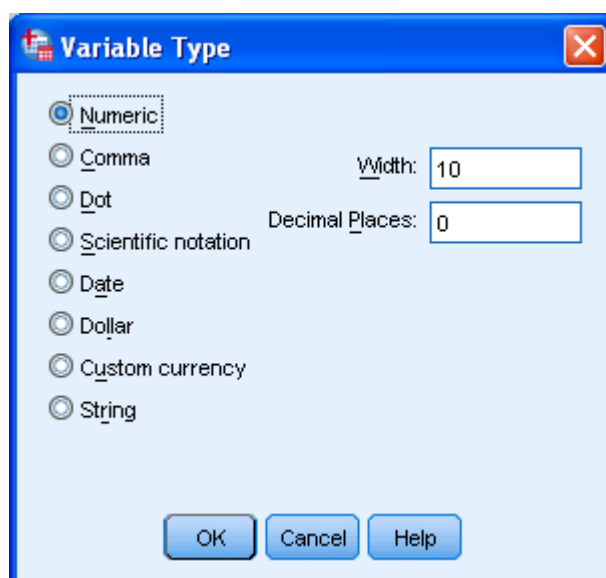 Variable Type
Numeric
Comma
Width: 10
Dot
Decimal Places: 0
Scientific notation
Date
Dollar
Custom currency
String
OK Cancel Help